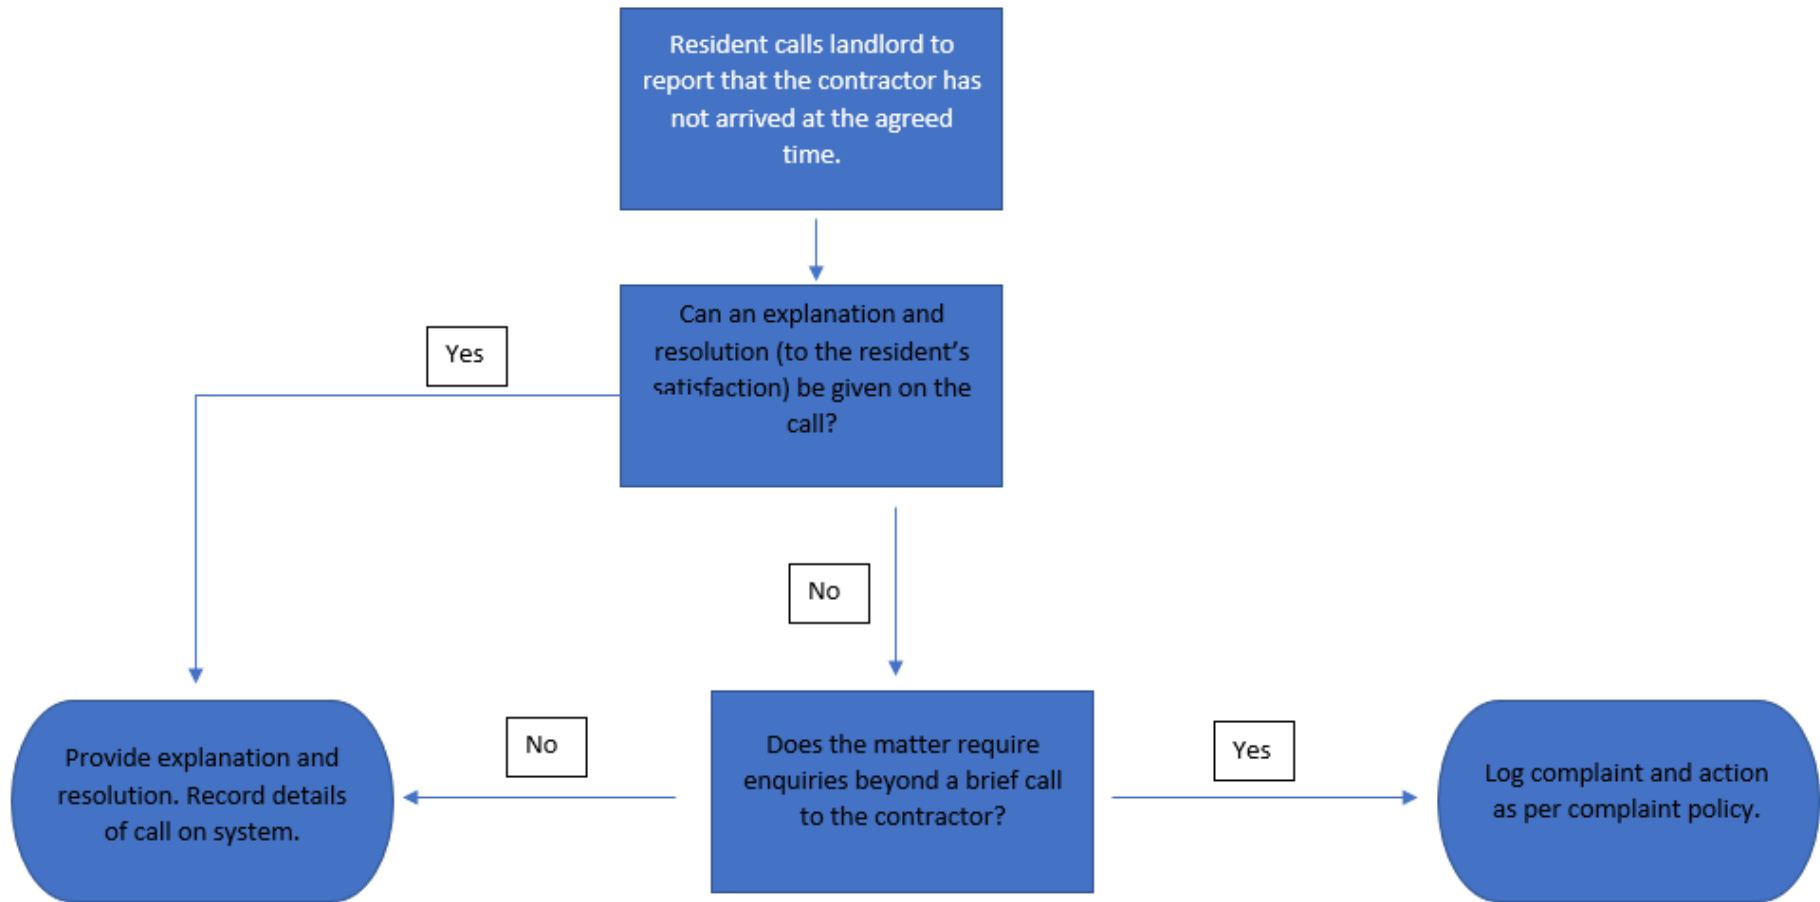 Resident calls landlord to
report that the contractor has
not arrived at the agreed
time.
Can an explanation and
resolution (to the resident’s
satisfaction) be given on the
call?
Yes
No
Does the matter require
enquiries beyond a brief call
to the contractor?
No
Yes
Provide explanation and
resolution. Record details
of call on system.
Log complaint and action
as per complaint policy.